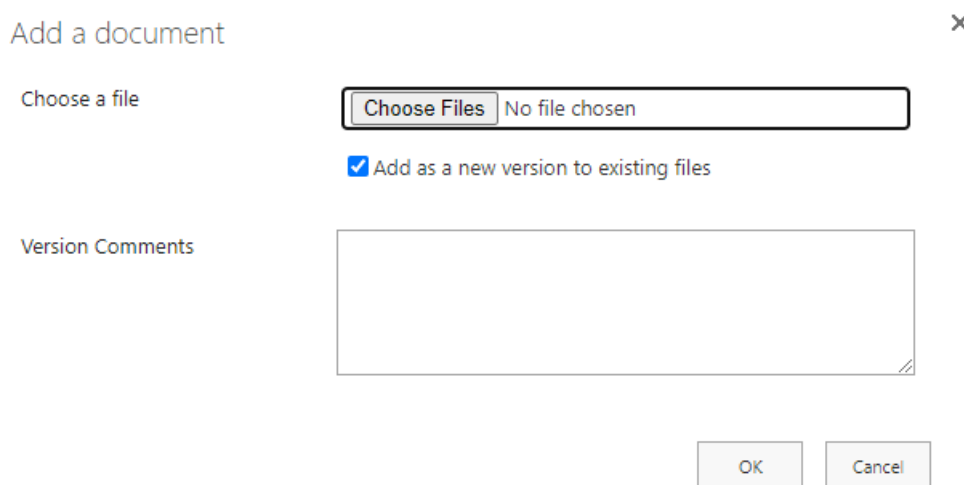 Add a document
Choose a file
Choose Files No file chosen
Add as a new version to existing files
Version Comments
OK Cancel